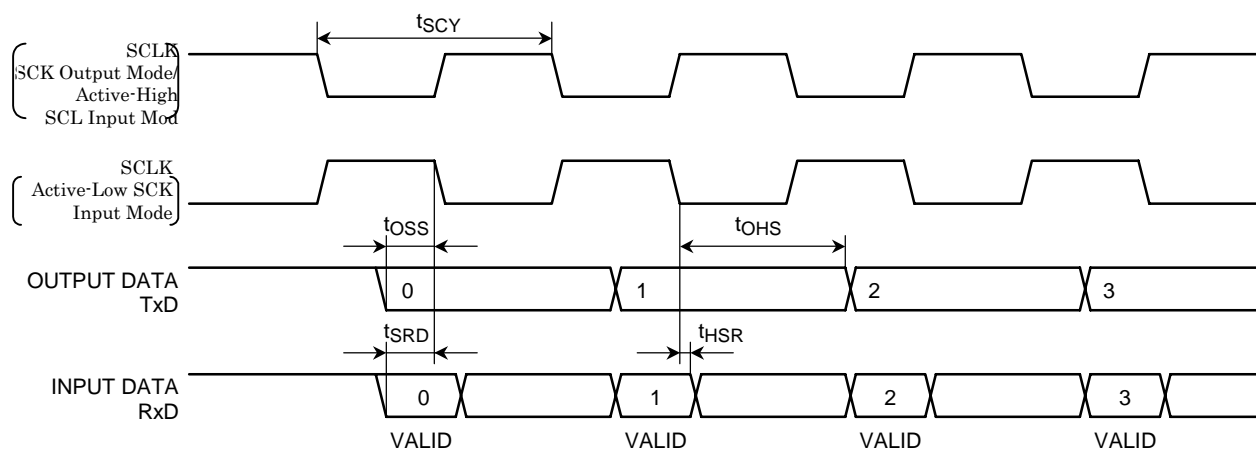 tSCY
SCLK
SCK Output Mode/
Active-High
SCL Input Mod
SCLK
Active-Low SCK
Input Mode
tOSS
tOHS
OUTPUT DATA
TxD
0
1
2
3
tSRD
tHSR
INPUT DATA
RxD
0
1
2
3
VALID
VALID
VALID
VALID